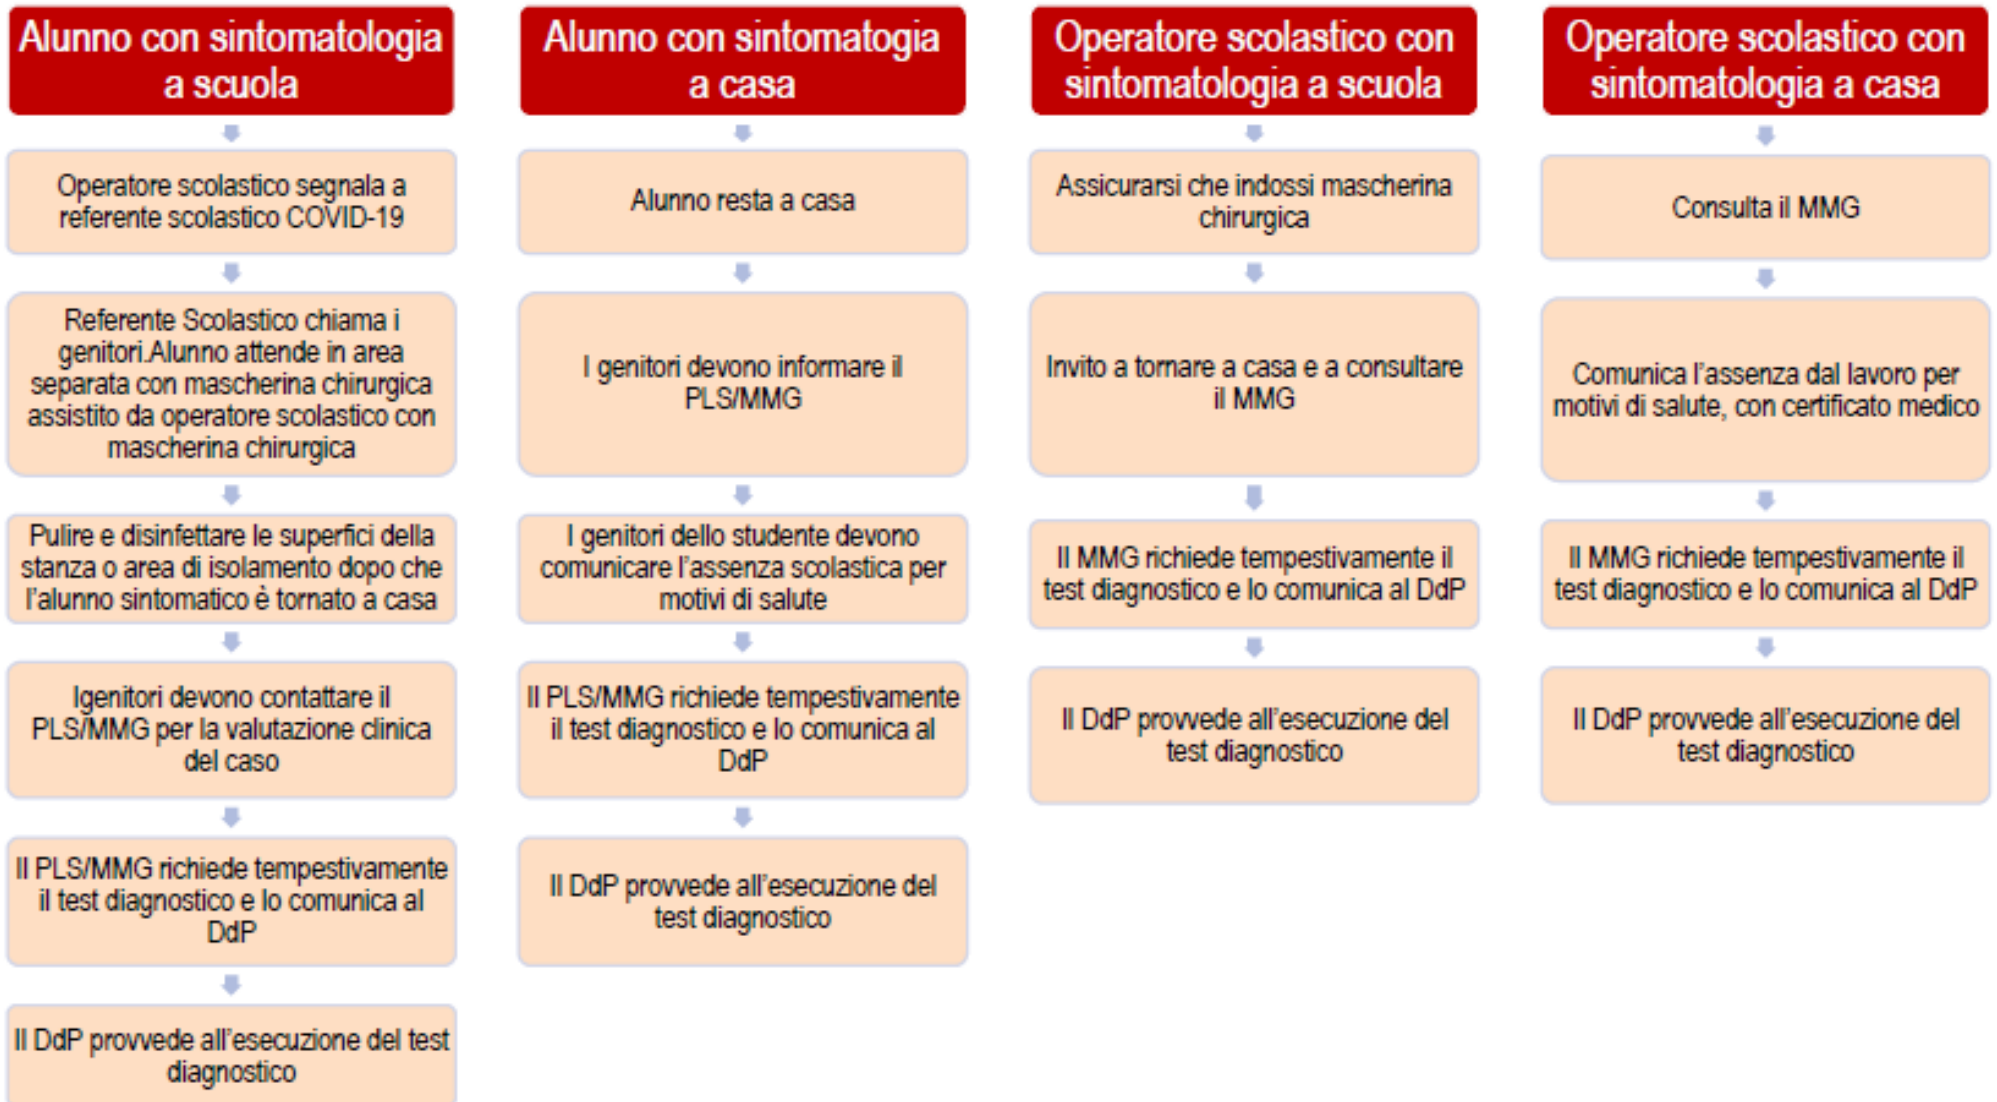 Alunno con sintomatologia
a scuola
Operatore scolastico segnala a
referente scolastico COVID-19
Referente Scolastico chiama i
genitori.Alunno attende in area
separata con mascherina chirurgica
assistito da operatore scolastico con
mascherina chirurgica
Pulire e disinfettare le superfici della
stanza o area di isolamento dopo che
l'alunno sintomatico è tornato a casa
Igenitori devono contattare il
PLS/MMG per la valutazione clinica
del caso
Il PLS/MMG richiede tempestivamente
il test diagnostico e lo comunica al
DdP
Il DdP provvede all'esecuzione del test
diagnostico
Alunno con sintomatogia
a casa
Alunno resta a casa
I genitori devono informare il
PLS/MMG
I genitori dello studente devono
comunicare l'assenza scolastica per
motivi di salute
Il PLS/MMG richiede tempestivamente
il test diagnostico e lo comunica al
DdP
Il DdP provvede all'esecuzione del
test diagnostico
Operatore scolastico con
sintomatologia a scuola
Assicurarsi che indossi mascherina
chirurgica
Invito a tornare a casa e a consultare
il MMG
Il MMG richiede tempestivamente il
test diagnostico e lo comunica al DdP
Il DdP provvede all'esecuzione del
test diagnostico
Operatore scolastico con
sintomatologia a casa
Consulta il MMG
Comunica l'assenza dal lavoro per
motivi di salute, con certificato medico
Il MMG richiede tempestivamente il
test diagnostico e lo comunica al DdP
Il DdP provvede all'esecuzione del
test diagnostico